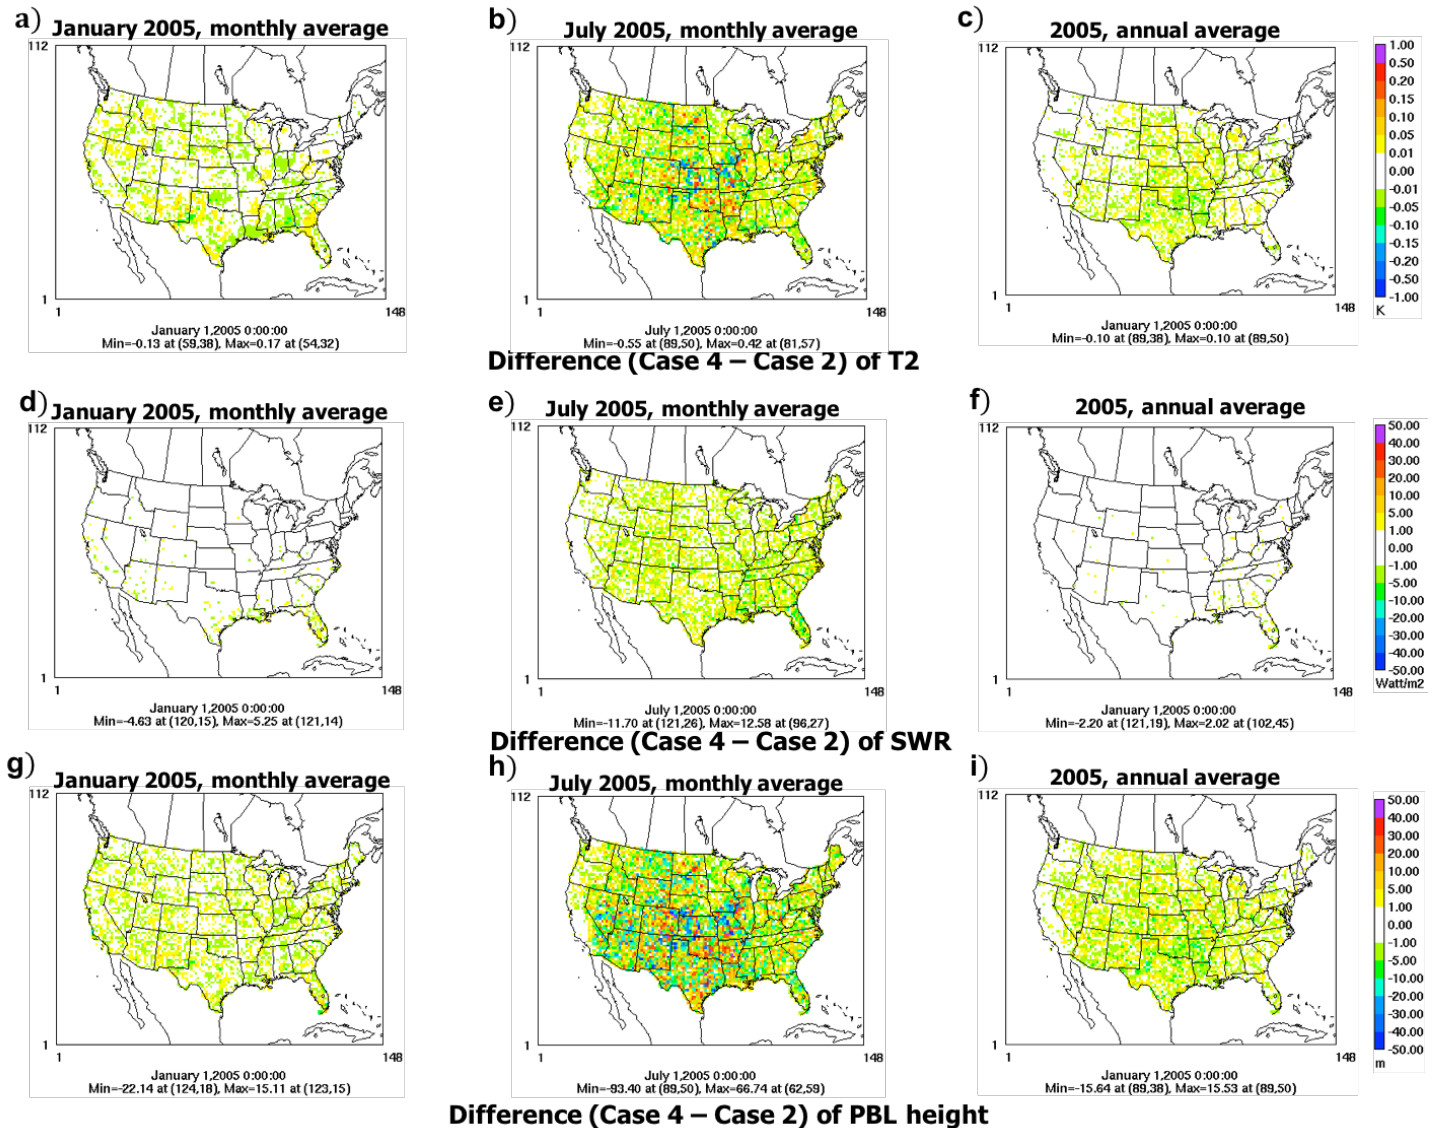 a) January 2005, monthly average
b) July 2005, monthly average
c) 2005, annual average
112
1
1 148
January 1,2005 0:00:00
Min=-0.13 at (59,38), Max=0.17 at (54,32)
112
1
1 148
July 1,2005 0:00:00
Min=-0.55 at (89,50), Max=0.42 at (81,57)
112
1
1 148
January 1,2005 0:00:00
Min=-0.10 at (89,38), Max=0.10 at (89,50)
1.00
0.50
0.20
0.15
0.10
0.05
0.01
0.00
-0.01
-0.05
-0.10
-0.15
-0.20
-0.50
-1.00
K
Difference (Case 4 – Case 2) of T2
d) January 2005, monthly average
e) July 2005, monthly average
f) 2005, annual average
112
1
1 148
January 1,2005 0:00:00
Min=-4.63 at (120,15), Max=5.25 at (121,14)
112
1
1 148
July 1,2005 0:00:00
Min=-11.70 at (121,26), Max=12.58 at (96,27)
112
1
1 148
January 1,2005 0:00:00
Min=-2.20 at (121,19), Max=2.02 at (102,45)
50.00
40.00
30.00
20.00
10.00
5.00
1.00
0.00
-1.00
-5.00
-10.00
-20.00
-30.00
-40.00
-50.00
Watt/m2
Difference (Case 4 – Case 2) of SWR
g) January 2005, monthly average
h) July 2005, monthly average
i) 2005, annual average
112
1
1 148
January 1,2005 0:00:00
Min=-22.14 at (124,18), Max=15.11 at (123,15)
112
1
1 148
July 1,2005 0:00:00
Min=-93.40 at (89,50), Max=66.74 at (62,59)
112
1
1 148
January 1,2005 0:00:00
Min=-15.64 at (89,38), Max=15.53 at (89,50)
50.00
40.00
30.00
20.00
10.00
5.00
1.00
0.00
-1.00
-5.00
-10.00
-20.00
-30.00
-40.00
-50.00
m
Difference (Case 4 – Case 2) of PBL height